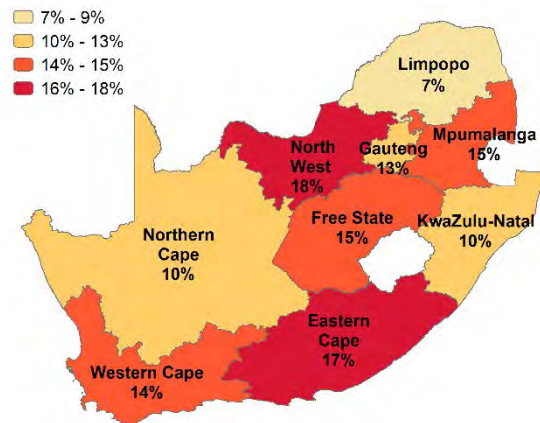 7% - 9%
10% - 13%
14% - 15%
16% - 18%
Limpopo
7%
Mpumalanga
15%
Gauteng
13%
North
West
18%
Free State
15%
KwaZulu-Natal
10%
Northern
Cape
10%
Eastern
Cape
17%
Western Cape
14%